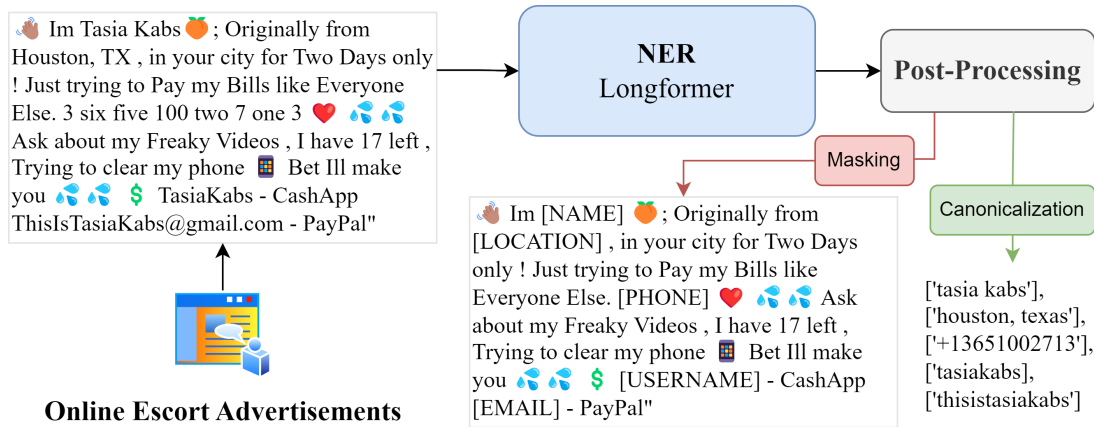 👋🏽 Im Tasia Kabs 🍑 ; Originally from
Houston, TX , in your city for Two Days only
! Just trying to Pay my Bills like Everyone
Else. 3 six five 100 two 7 one 3 ❤️ 💦 💦
Ask about my Freaky Videos , I have 17 left ,
Trying to clear my phone 📱 Bet Ill make
you 💦 💦 💲 TasiaKabs - CashApp
ThisIsTasiaKabs@gmail.com - PayPal"
Online Escort Advertisements
NER
Longformer
Post-Processing
Masking
Canonicalization
👋🏽 Im [NAME] 🍑 ; Originally from
[LOCATION] , in your city for Two Days
only ! Just trying to Pay my Bills like
Everyone Else. [PHONE] ❤️ 💦 💦 Ask
about my Freaky Videos , I have 17 left ,
Trying to clear my phone 📱 Bet Ill make
you 💦 💦 💲 [USERNAME] - CashApp
[EMAIL] - PayPal"
['tasia kabs'],
['houston, texas'],
['+13651002713'],
['tasiakabs],
['thisistasiakabs']